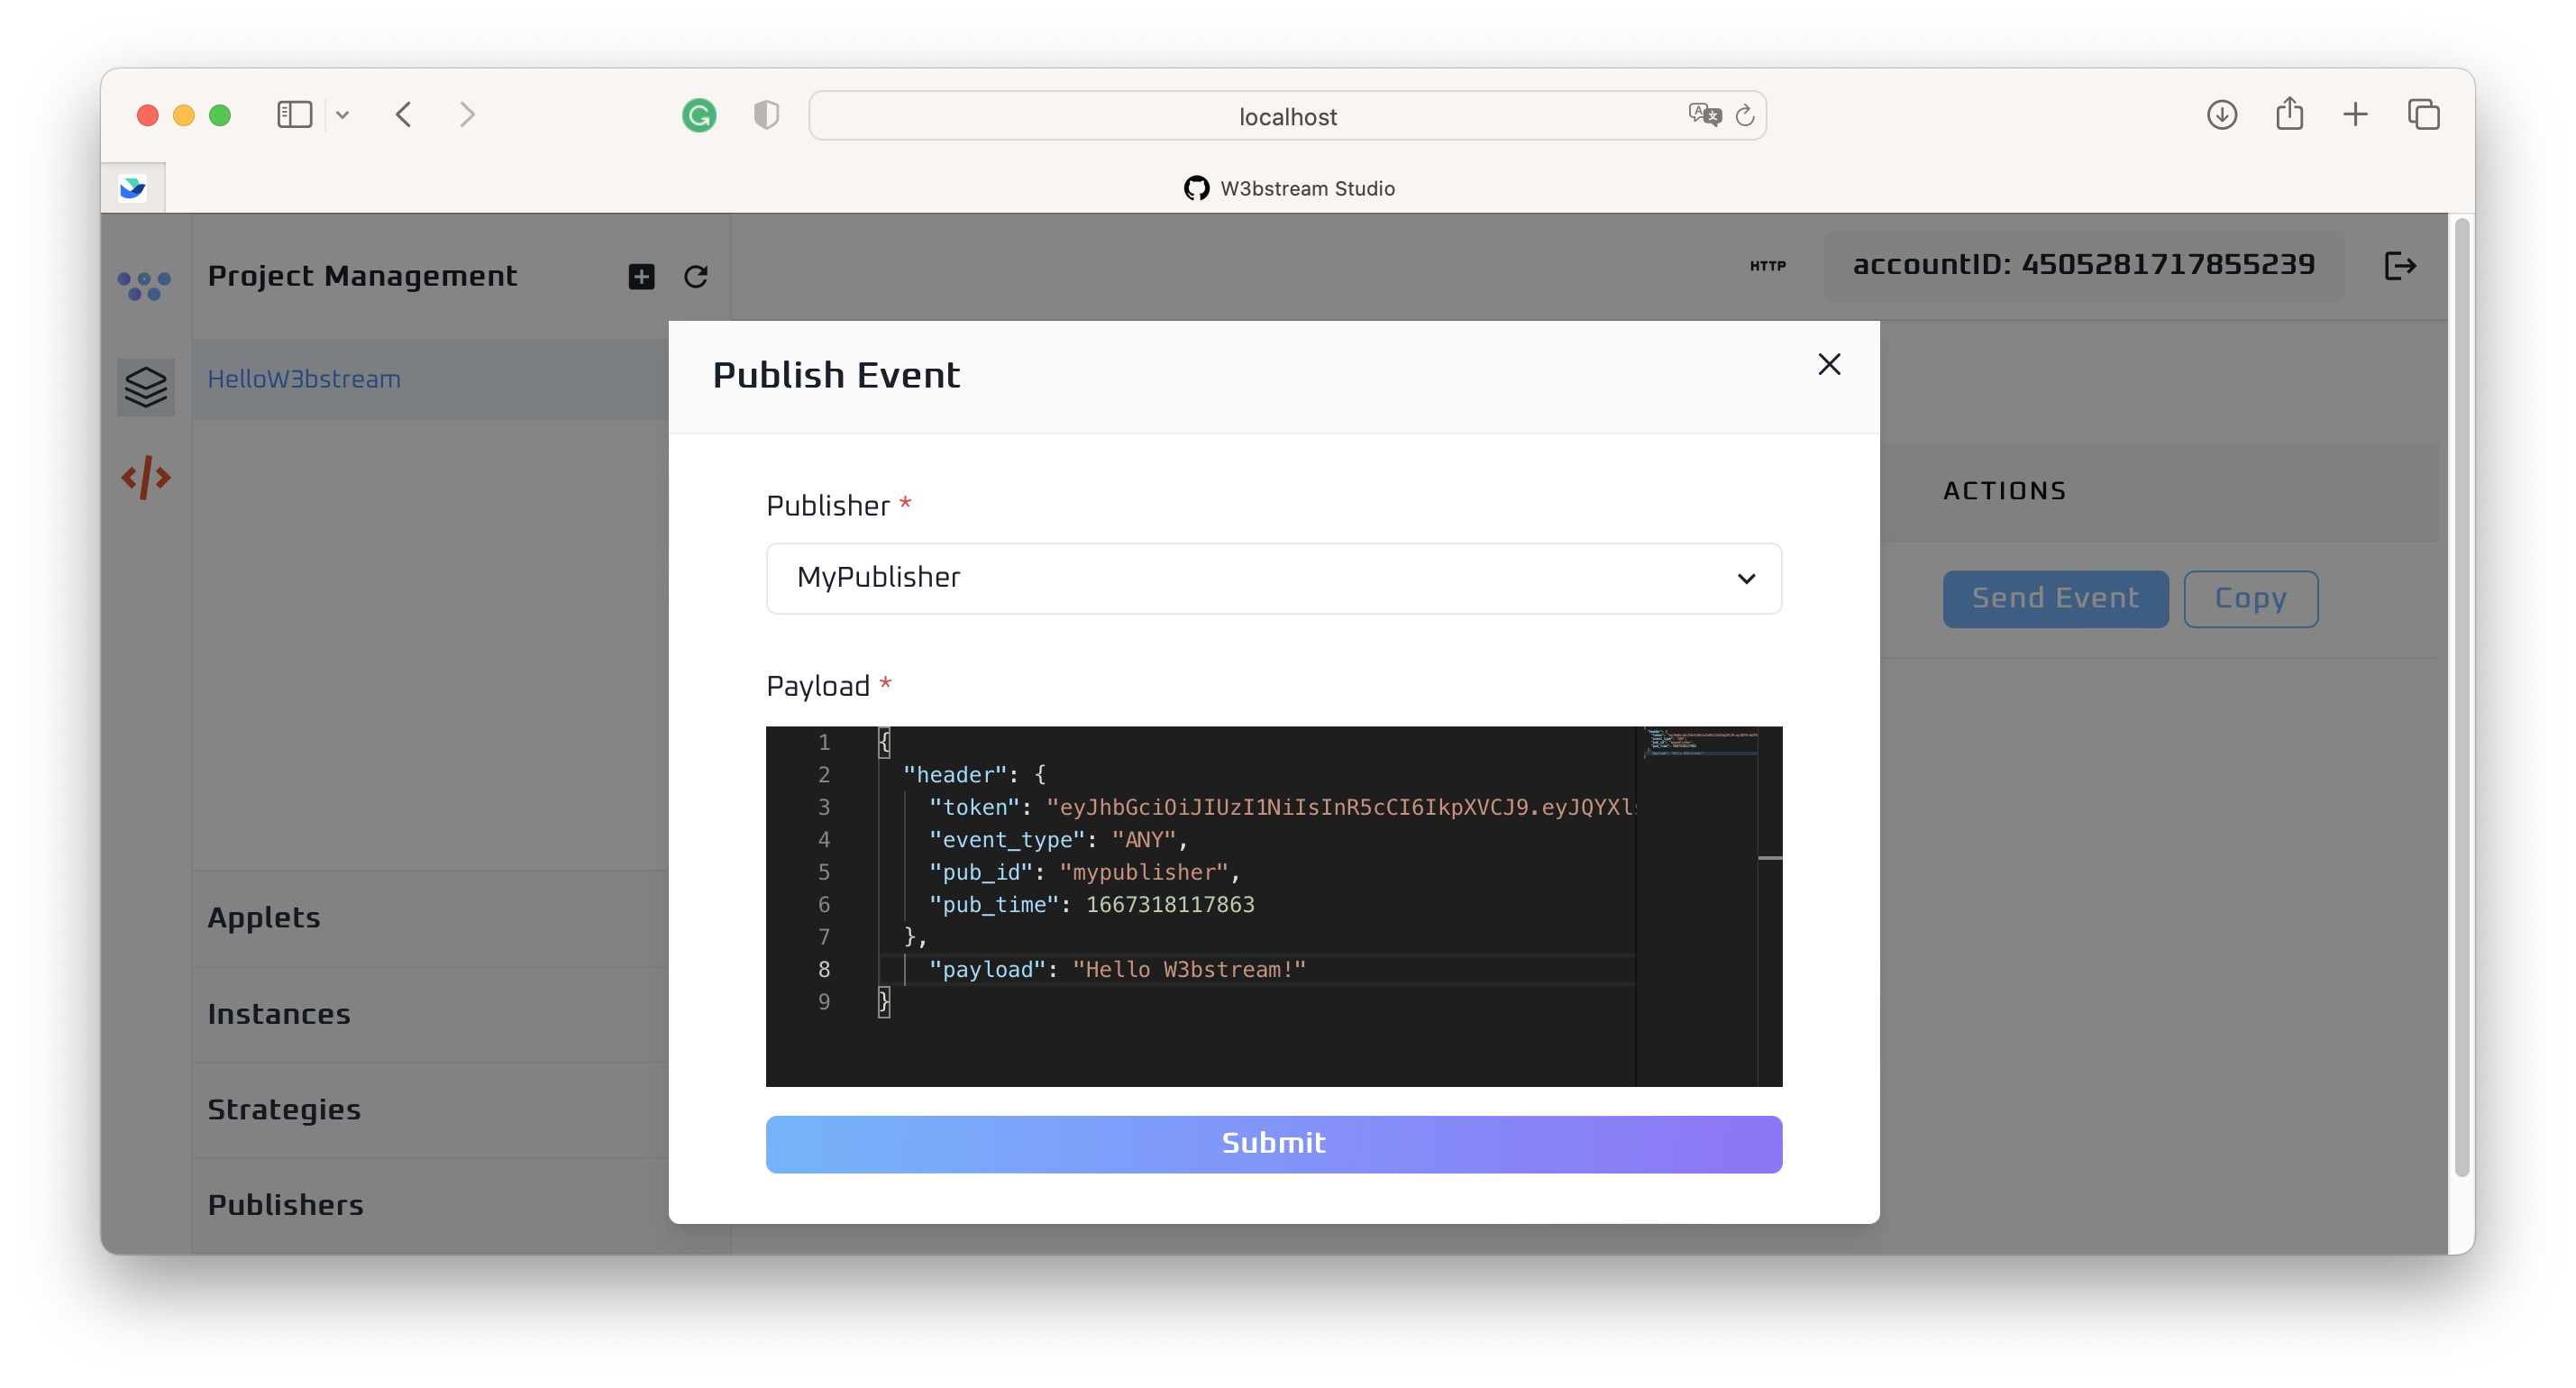 localhost
W3bstream Studio
Project Management
HTTP
accountID: 4505281717855239
HelloW3bstream
Publish Event
ACTIONS
Publisher *
MyPublisher
Send Event
Copy
Payload *
1 {
2 "header": {
3 "token": "eyJhbGciOiJIUzI1NiIsInR5cCI6IkpXVCJ9.eyJQYXls
4 "event_type": "ANY",
5 "pub_id": "mypublisher",
6 "pub_time": 1667318117863
7 },
8 "payload": "Hello W3bstream!"
9 }
Applets
Instances
Strategies
Publishers
Submit